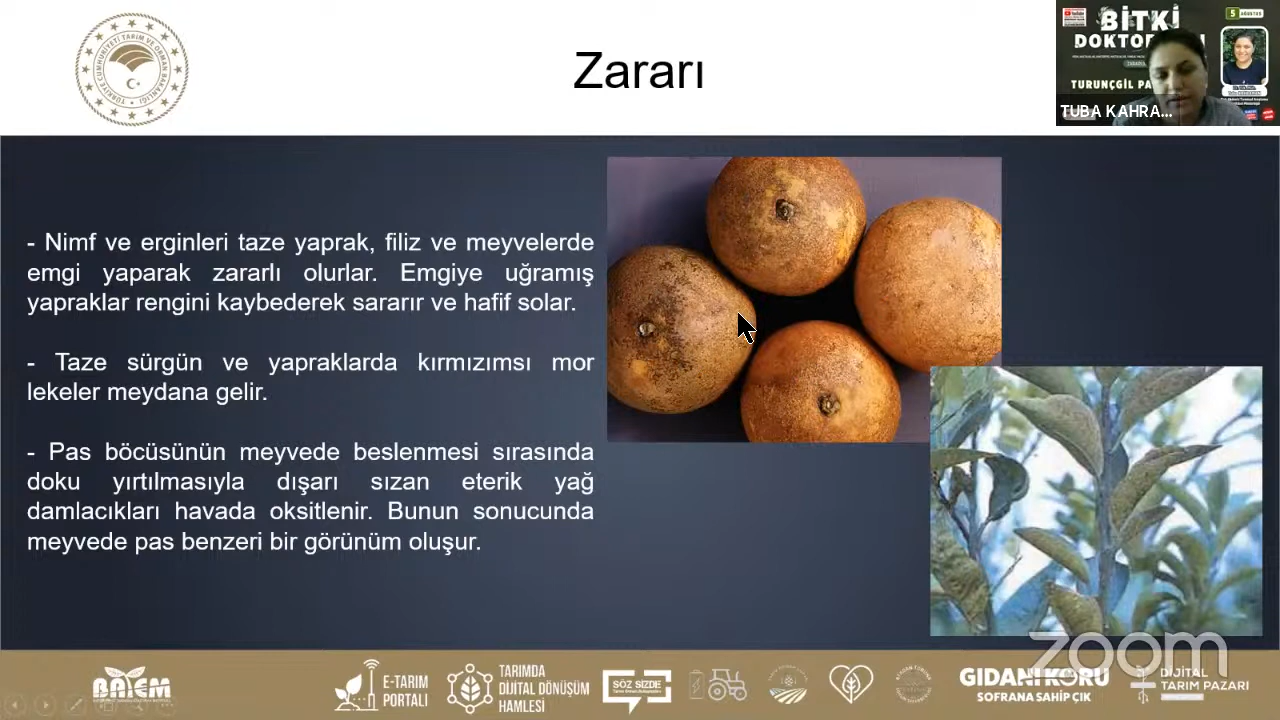 Zararı
BİTKİ
5 AĞUSTOS
TUBA KAHRA...
- Nimf ve erginleri taze yaprak, filiz ve meyvelerde
emgi yaparak zararlı olurlar. Emgiye uğramış
yapraklar rengini kaybederek sararır ve hafif solar.
- Taze sürgün ve yapraklarda kırmızımsı mor
lekeler meydana gelir.
- Pas böcüsünün meyvede beslenmesi sırasında
doku yırtılmasıyla dışarı sızan eterik yağ
damlacıkları havada oksitlenir. Bunun sonucunda
meyvede pas benzeri bir görünüm oluşur.
zoom
BATEM
E-TARIM
PORTALI
TARIMDA
DİJİTAL DÖNÜŞÜM
HAMLESİ
SÖZ SİZDE
GIDANI KORU
SOFRANA SAHİP ÇIK
DİJİTAL
TARIM PAZARI